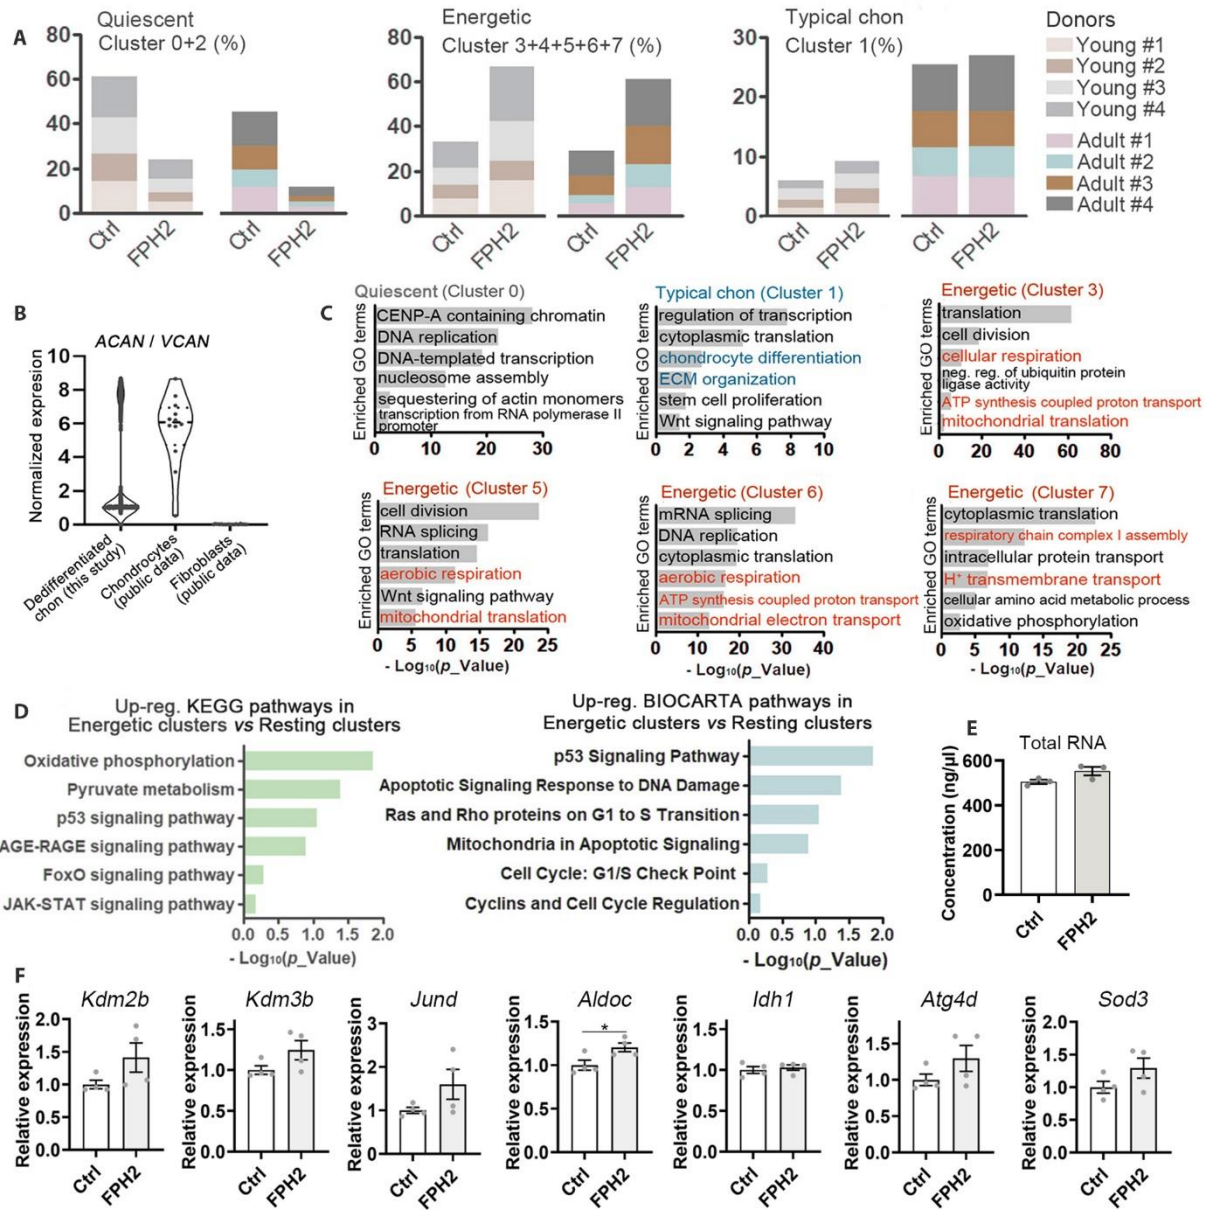 A
Quiescent
Cluster 0+2 (%)
80
60
40
20
0
Ctrl
FPH2
Ctrl
FPH2
Energetic
Cluster 3+4+5+6+7 (%)
80
60
40
20
0
Ctrl
FPH2
Ctrl
FPH2
Typical chon
Cluster 1(%)
30
20
10
0
Ctrl
FPH2
Ctrl
FPH2
Donors
Young #1
Young #2
Young #3
Young #4
Adult #1
Adult #2
Adult #3
Adult #4
B
ACAN / VCAN
Normalized expression
10
8
6
4
2
0
Dedifferentiated
chon (this study)
Chondrocytes
(public data)
Fibroblasts
(public data)
C
Quiescent (Cluster 0)
Enriched GO terms
CENP-A containing chromatin
DNA replication
DNA-templated transcription
nucleosome assembly
sequestering of actin monomers
transcription from RNA polymerase II
promoter
0 10 20 30
Typical chon (Cluster 1)
Enriched GO terms
regulation of transcription
cytoplasmic translation
chondrocyte differentiation
ECM organization
stem cell proliferation
Wnt signaling pathway
0 2 4 6 8 10
Energetic (Cluster 3)
Enriched GO terms
translation
cell division
cellular respiration
neg. reg. of ubiquitin protein
ligase activity
ATP synthesis coupled proton transport
mitochondrial translation
0 20 40 60 80
Energetic (Cluster 5)
Enriched GO terms
cell division
RNA splicing
translation
aerobic respiration
Wnt signaling pathway
mitochondrial translation
0 5 10 15 20 25
- Log₁₀(p_Value)
Energetic (Cluster 6)
Enriched GO terms
mRNA splicing
DNA replication
cytoplasmic translation
aerobic respiration
ATP synthesis coupled proton transport
mitochondrial electron transport
0 10 20 30 40
- Log₁₀(p_Value)
Energetic (Cluster 7)
Enriched GO terms
cytoplasmic translation
respiratory chain complex I assembly
intracellular protein transport
H⁺ transmembrane transport
cellular amino acid metabolic process
oxidative phosphorylation
0 5 10 15 20 25
- Log₁₀(p_Value)
D
Up-reg. KEGG pathways in
Energetic clusters vs Resting clusters
Oxidative phosphorylation
Pyruvate metabolism
p53 signaling pathway
AGE-RAGE signaling pathway
FoxO signaling pathway
JAK-STAT signaling pathway
0.0 0.5 1.0 1.5 2.0
- Log₁₀(p_Value)
Up-reg. BIOCARTA pathways in
Energetic clusters vs Resting clusters
p53 Signaling Pathway
Apoptotic Signaling Response to DNA Damage
Ras and Rho proteins on G1 to S Transition
Mitochondria in Apoptotic Signaling
Cell Cycle: G1/S Check Point
Cyclins and Cell Cycle Regulation
0.0 0.5 1.0 1.5 2.0
- Log₁₀(p_Value)
E
Total RNA
Concentration (ng/µl)
600
400
200
0
Ctrl
FPH2
F
Kdm2b
Relative expression
2.0
1.5
1.0
0.5
0.0
Ctrl
FPH2
Kdm3b
Relative expression
1.5
1.0
0.5
0.0
Ctrl
FPH2
Jund
Relative expression
3
2
1
0
Ctrl
FPH2
Aldoc
Relative expression
1.5
1.0
0.5
0.0
*
Ctrl
FPH2
Idh1
Relative expression
1.5
1.0
0.5
0.0
Ctrl
FPH2
Atg4d
Relative expression
1.5
1.0
0.5
0.0
Ctrl
FPH2
Sod3
Relative expression
2.0
1.5
1.0
0.5
0.0
Ctrl
FPH2